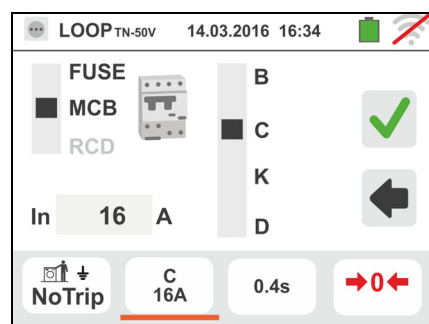 LOOP TN-50V 14.03.2016 16:34
FUSE
MCB
RCD
B
C
K
D
In 16 A
NoTrip
C
16A
0.4s
0